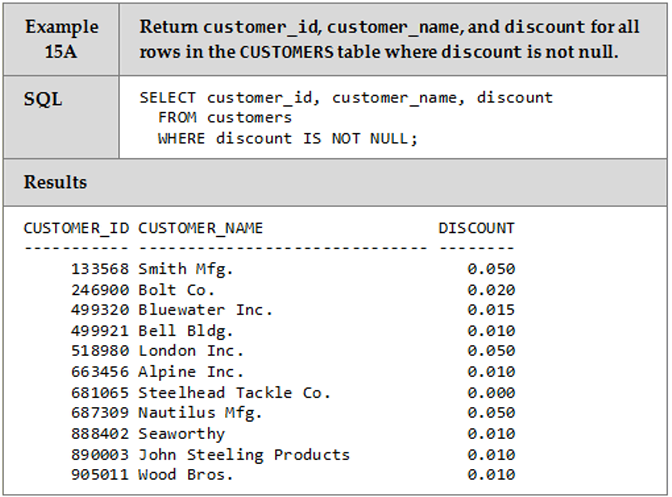 Example 15A
Return customer_id, customer_name, and discount for all
rows in the CUSTOMERS table where discount is not null.
SQL
SELECT customer_id, customer_name, discount
FROM customers
WHERE discount IS NOT NULL;
Results
CUSTOMER_ID CUSTOMER_NAME                 DISCOUNT
----------- ----------------------------- --------
     133568 Smith Mfg.                       0.050
     246900 Bolt Co.                         0.020
     499320 Bluewater Inc.                   0.015
     499921 Bell Bldg.                       0.010
     518980 London Inc.                      0.050
     663456 Alpine Inc.                      0.010
     681065 Steelhead Tackle Co.             0.000
     687309 Nautilus Mfg.                    0.050
     888402 Seaworthy                        0.010
     890003 John Steeling Products           0.010
     905011 Wood Bros.                       0.010